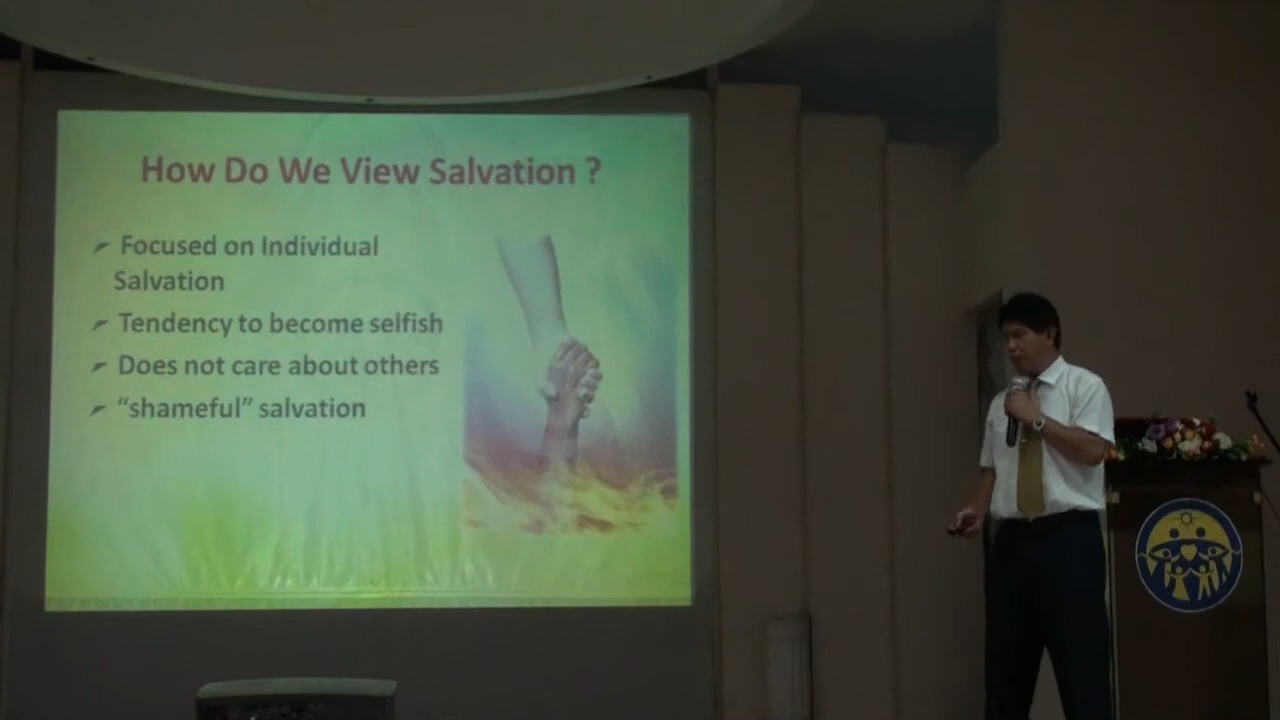 How Do We View Salvation ?
Focused on Individual
Salvation
Tendency to become selfish
Does not care about others
“shameful” salvation